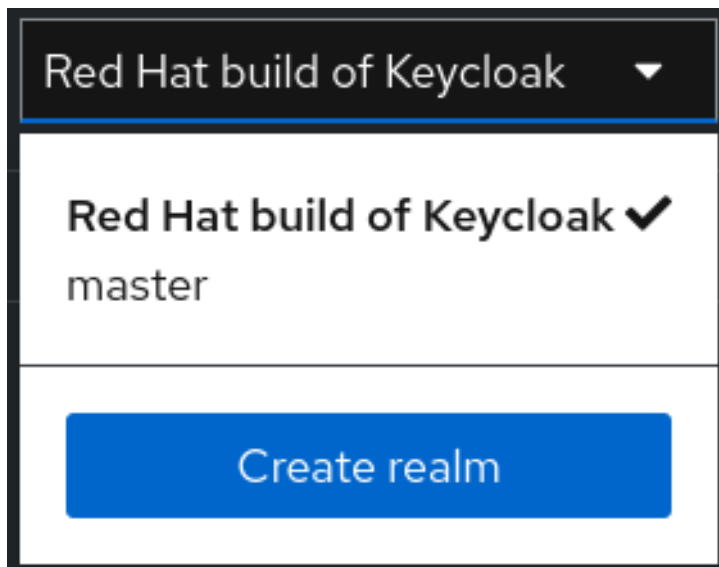 Red Hat build of Keycloak
Red Hat build of Keycloak
master
Create realm